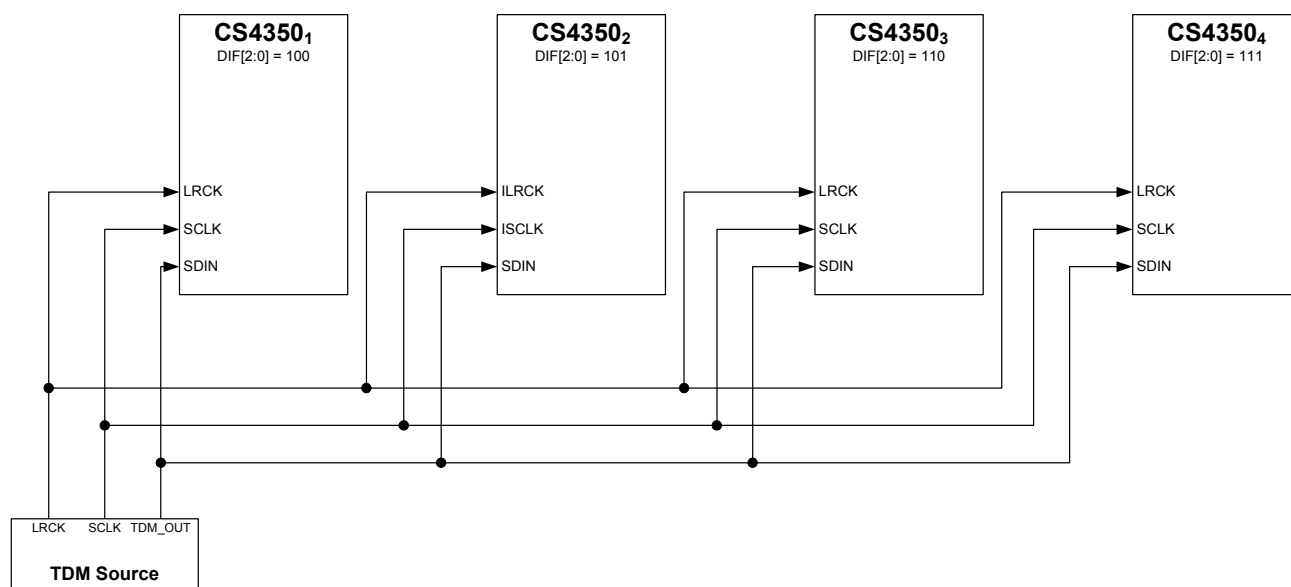 CS4350₁
DIF[2:0] = 100
LRCK
SCLK
SDIN
CS4350₂
DIF[2:0] = 101
ILRCK
ISCLK
SDIN
CS4350₃
DIF[2:0] = 110
LRCK
SCLK
SDIN
CS4350₄
DIF[2:0] = 111
LRCK
SCLK
SDIN
LRCK SCLK TDM_OUT
TDM Source